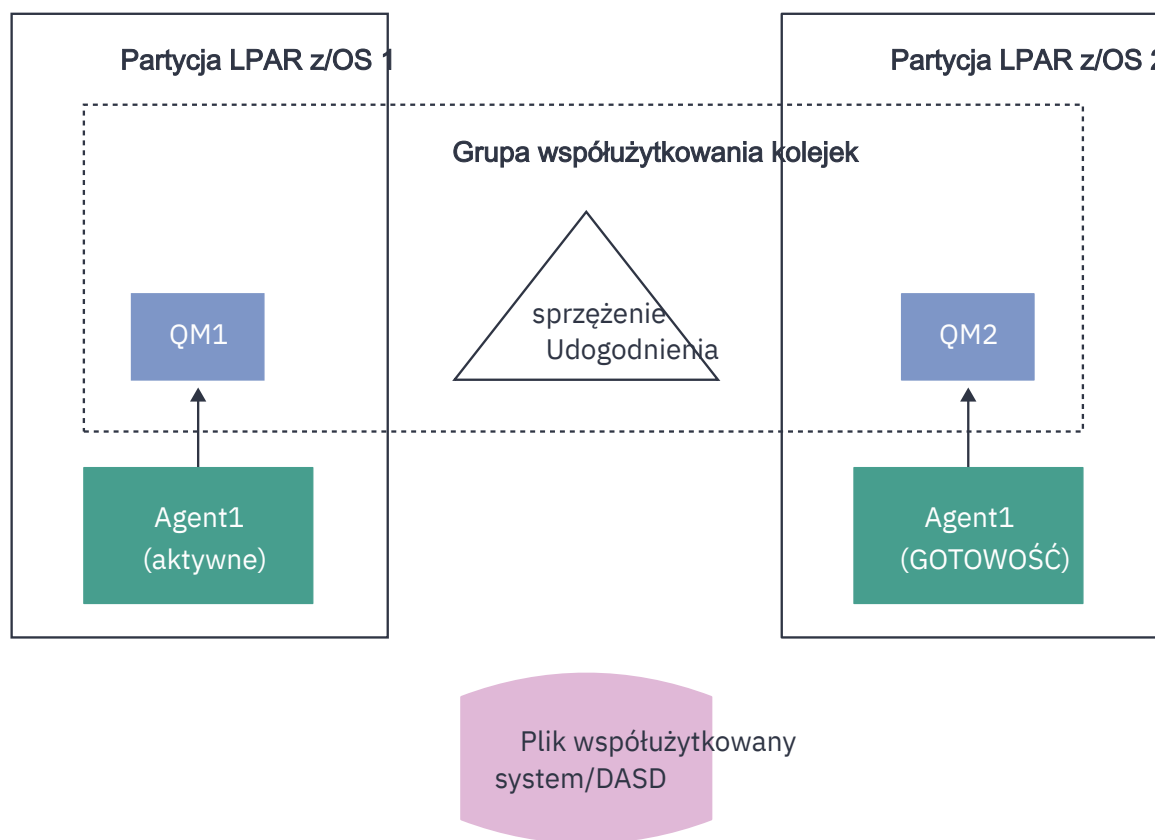 Partycja LPAR z/OS 1
Partycja LPAR z/OS 2
Grupa współużytkowania kolejek
sprzężenie
Udogodnienia
QM1
QM2
Agent1
(aktywne)
Agent1
(GOTOWOŚĆ)
Plik współużytkowany
system/DASD